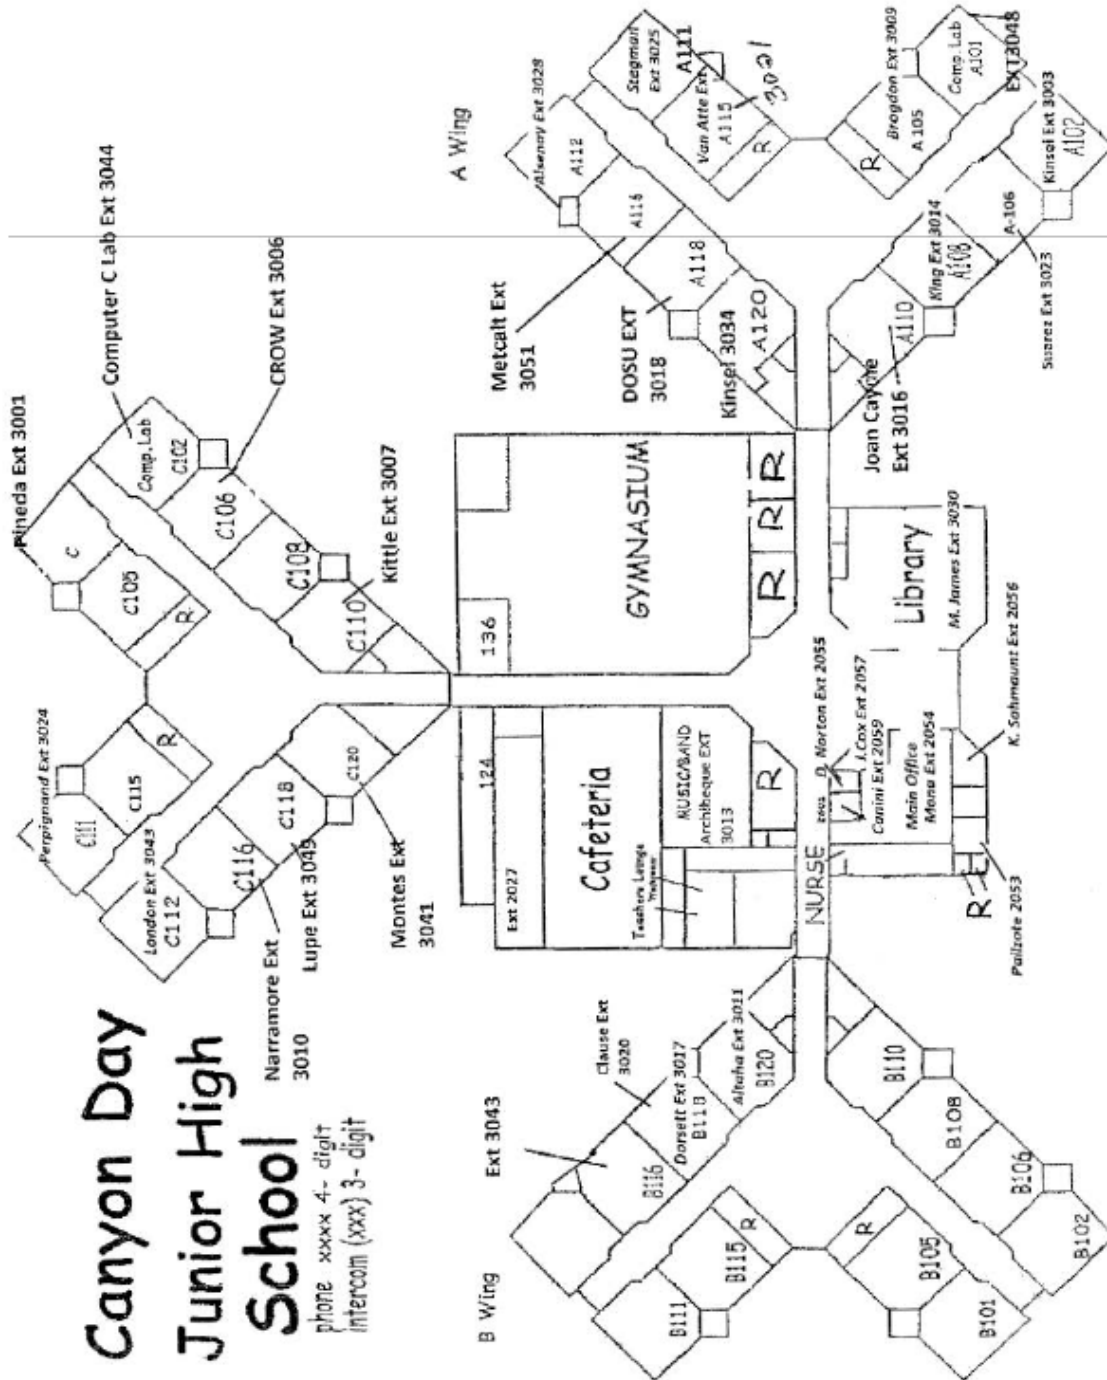 Canyon Day
Junior High
School
phone xxxx 4- digit
intercom (xxx) 3- digit
Pineda Ext 3001
Computer C Lab Ext 3044
CROW Ext 3006
Kittle Ext 3007
C
Comp. Lab
C102
C106
C108
C110
C105
R
Perpignand Ext 3024
C111
C115
R
London Ext 3043
C112
C116
C118
C120
Narramore Ext
3010
Lupe Ext 3049
Montes Ext
3041
A Wing
Alsenay Ext 3028
A112
A116
A118
A120
Metcalt Ext
3051
DOSU EXT
3018
Kinsel 3034
Stegmart
Ext 3025
A111
Van Atte Ext
A115
3021
R
Brogdon Ext 3009
A105
R
Comp. Lab
A101
EXT3048
Kinsel Ext 3003
A102
A-106
Suarez Ext 3023
King Ext 3014
A108
A110
Joan Cayne
Ext 3016
136
GYMNASIUM
R
R
R
124
Ext 2027
Cafeteria
MUSIC/BAND
Archtheque EXT
3013
R
Teachers Lounge
NURSE
Library
M. James Ext 3030
D. Norton Ext 2055
J. Cox Ext 2057
Canini Ext 2059
Main Office
Mona Ext 2054
K. Sahmaunt Ext 2056
R
Pailzote 2053
B Wing
Ext 3043
Clause Ext
3020
Dorsett Ext 3017
B118
Altaha Ext 3011
B120
B116
B115
R
B111
B110
B108
B106
B102
B105
R
B101